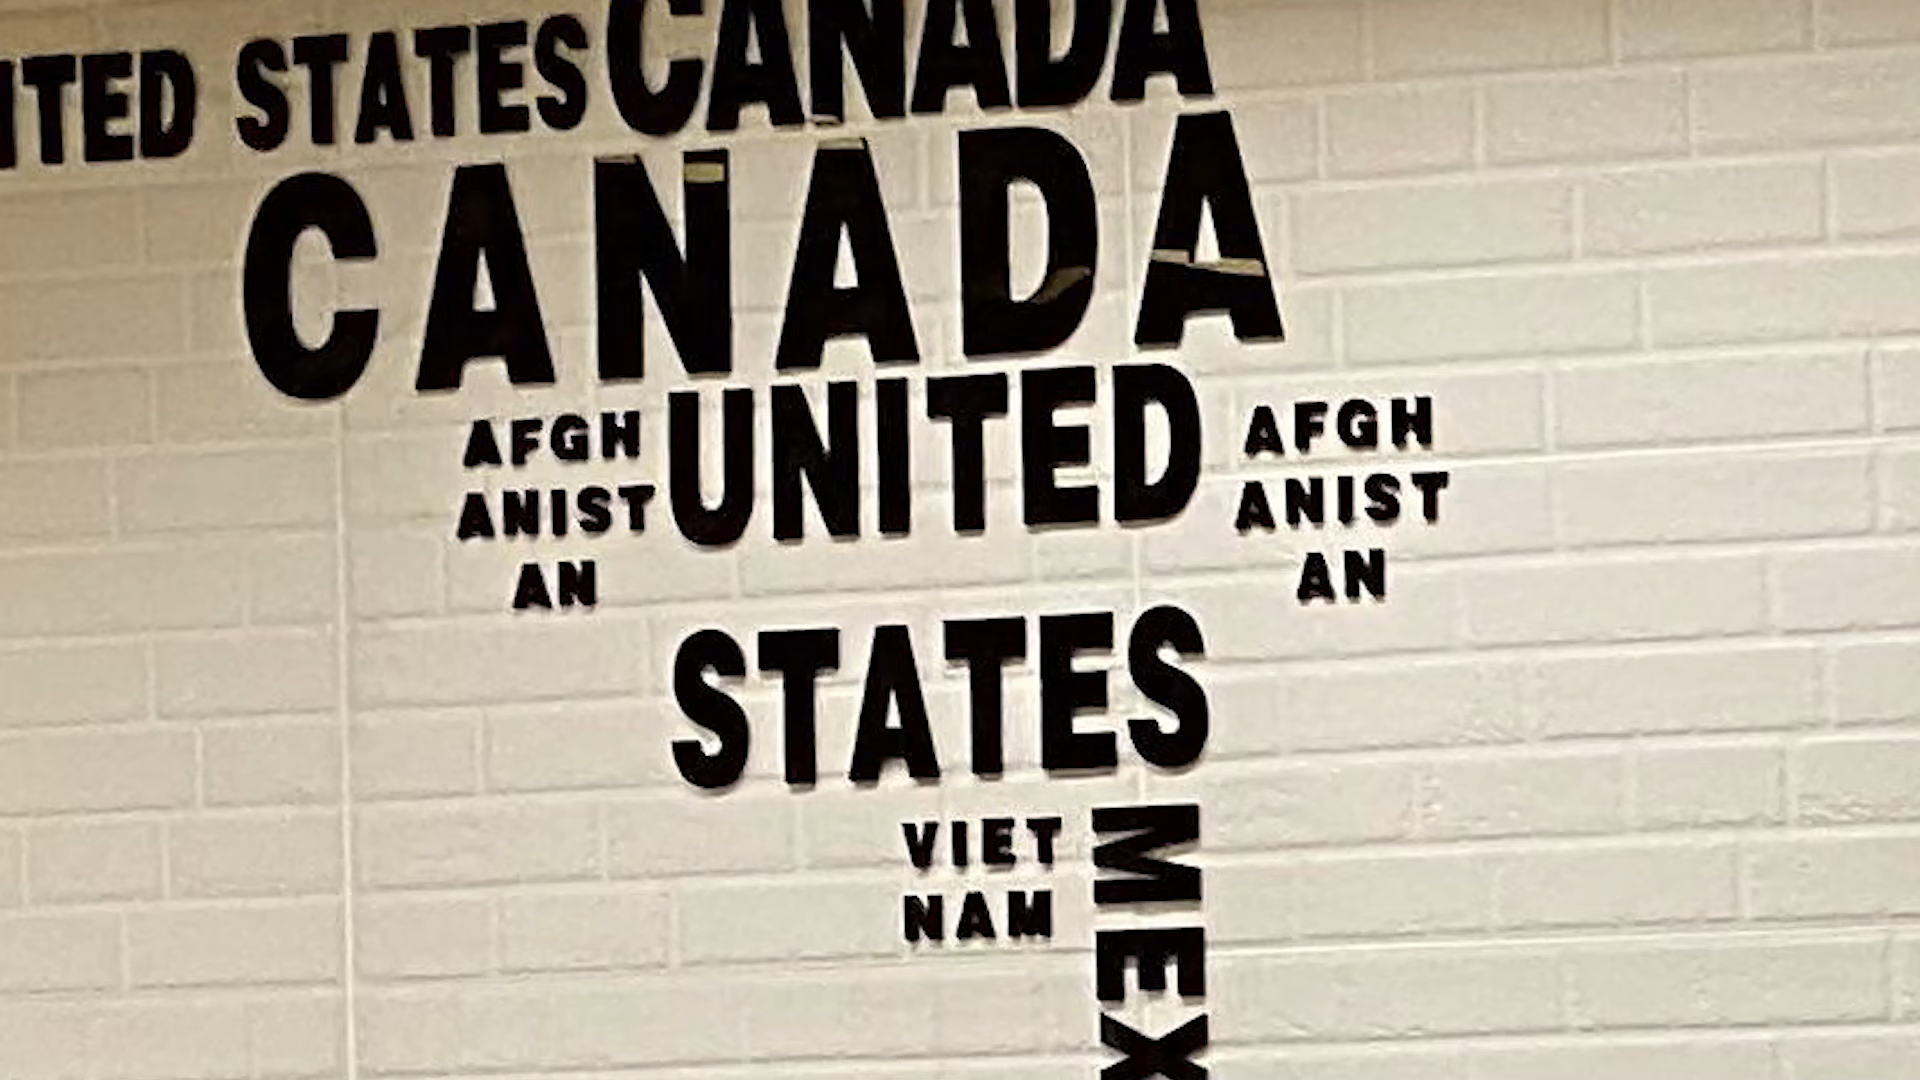 ITED STATES CANADA
CANADA
AFGH UNITED AFGH
ANIST ANIST
AN AN
STATES
VIET
NAM
MEX